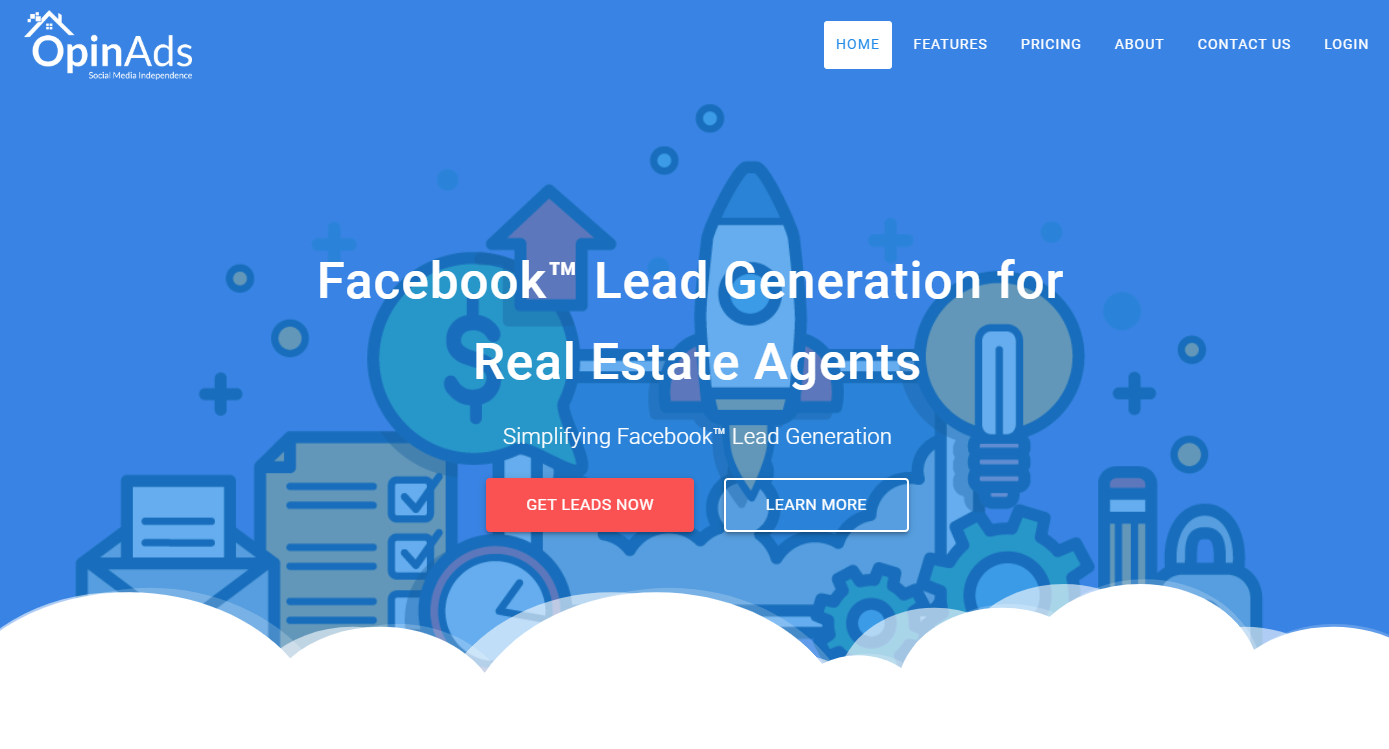 OpinAds
Social Media Independence
HOME FEATURES PRICING ABOUT CONTACT US LOGIN
Facebook™ Lead Generation for
Real Estate Agents
Simplifying Facebook™ Lead Generation
GET LEADS NOW LEARN MORE
$